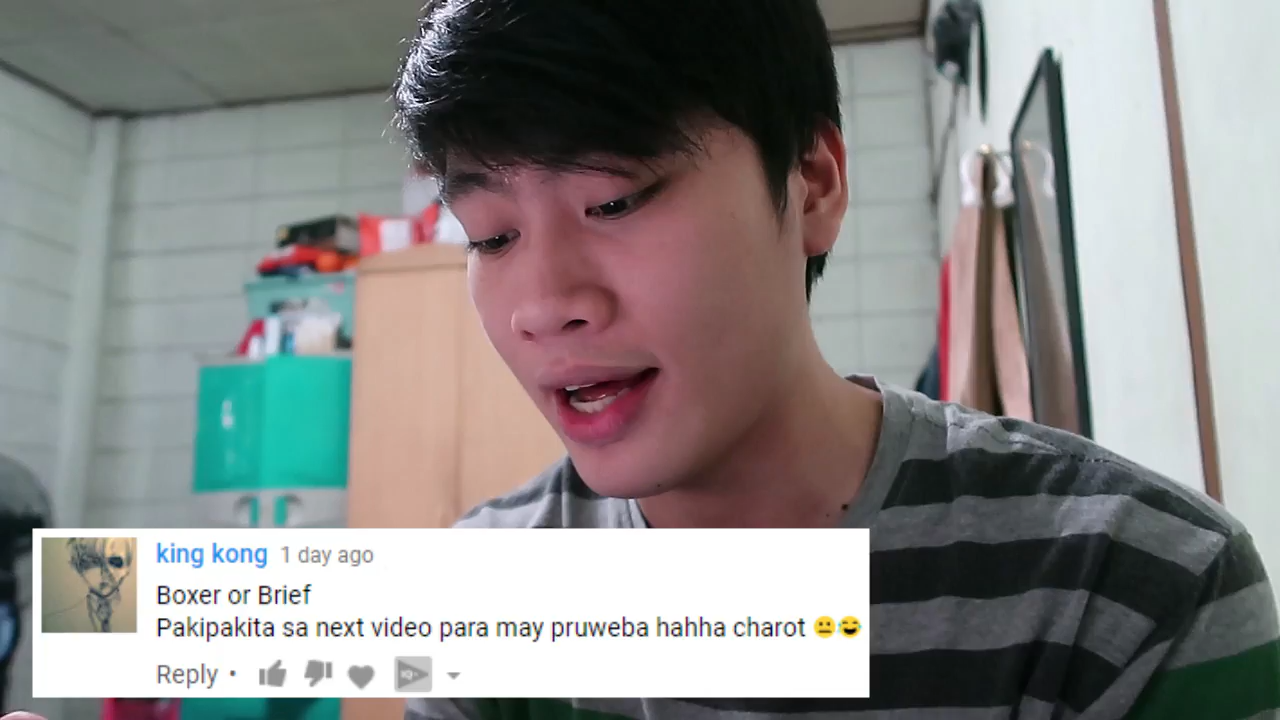 king kong 1 day ago
Boxer or Brief
Pakipakita sa next video para may pruweba hahha charot 😐😂
Reply •